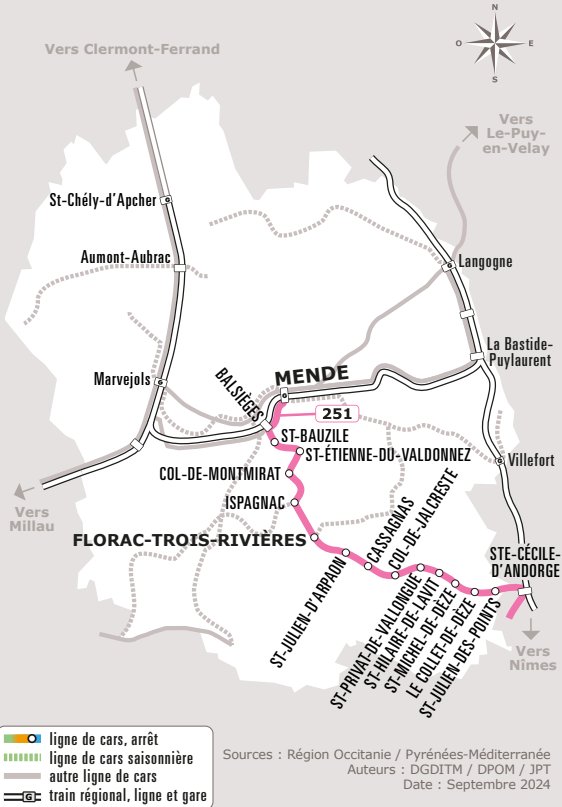 N
O
E
S
Vers Clermont-Ferrand
Vers
Le-Puy-
en-Velay
St-Chély-d'Apcher
Aumont-Aubrac
Langogne
La Bastide-
Puylaurent
Marvejols
MENDE
BALSIÈGES
251
ST-BAUZILE
ST-ÉTIENNE-DU-VALDONNEZ
Villefort
COL-DE-MONTMIRAT
ISPAGNAC
Vers
Millau
FLORAC-TROIS-RIVIÈRES
ST-JULIEN-D'ARPAON
CASSAGNAS
COL-DE-JALCRESTE
ST-PRIVAT-DE-VALLONGUE
ST-HILAIRE-DE-LAVIT
ST-MICHEL-DE-DÈZE
LE COLLET-DE-DÈZE
ST-JULIEN-DES-POINTS
STE-CÉCILE-
D'ANDORGE
Vers
Nîmes
ligne de cars, arrêt
ligne de cars saisonnière
autre ligne de cars
G train régional, ligne et gare
Sources : Région Occitanie / Pyrénées-Méditerranée
Auteurs : DGDITM / DPOM / JPT
Date : Septembre 2024